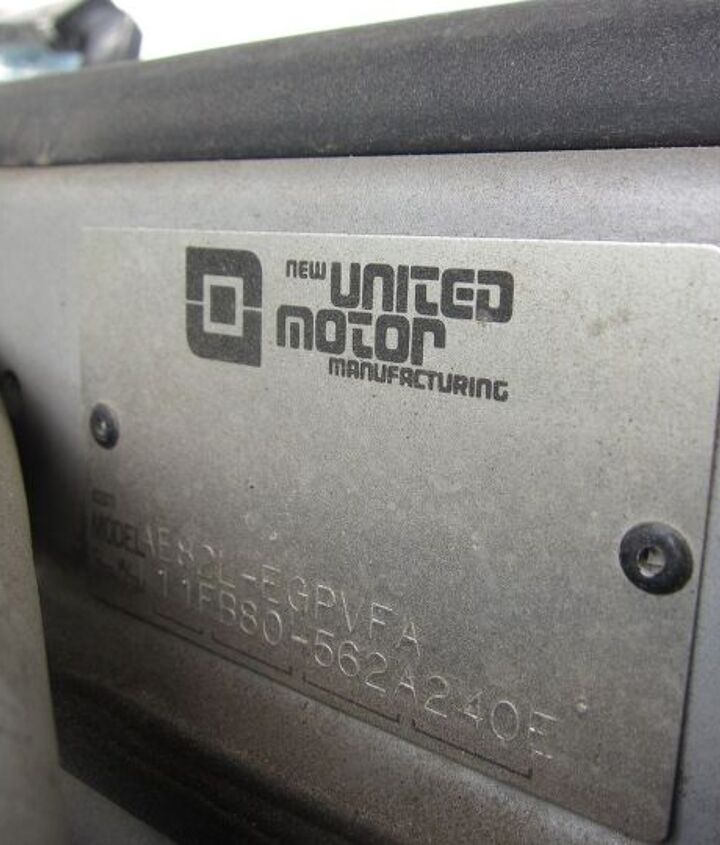 NEW UNITED
MOTOR
MANUFACTURING
MODEL AE82L-EGPVFA
11FB80-562A240E